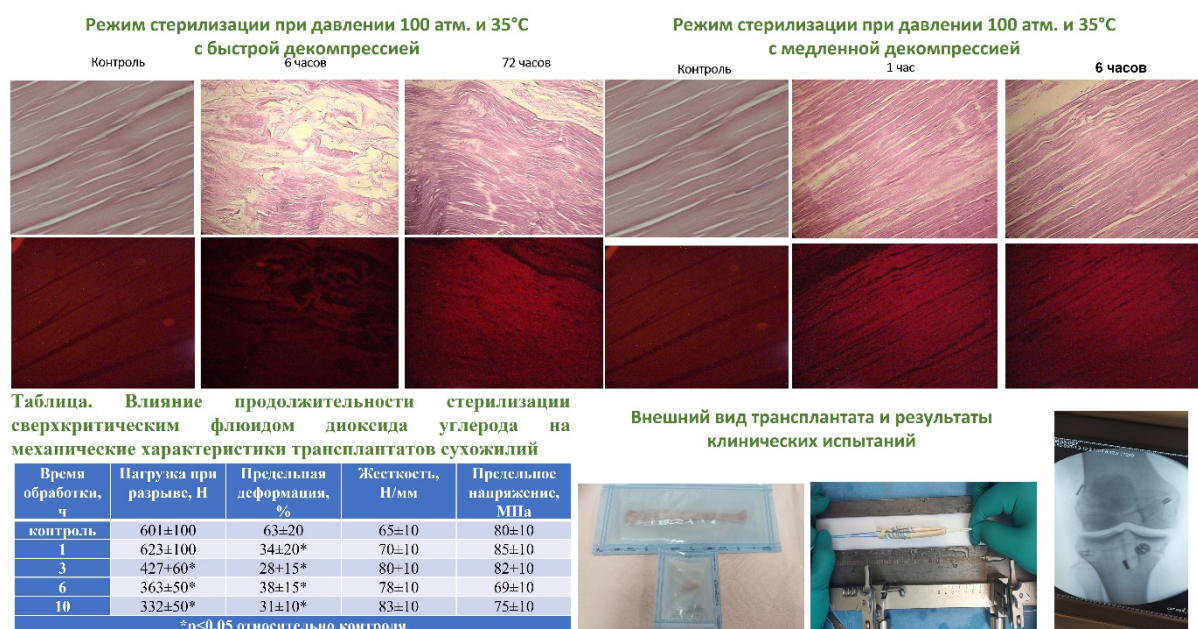 Режим стерилизации при давлении 100 атм. и 35°С
с быстрой декомпрессией
Контроль
6 часов
72 часов
Режим стерилизации при давлении 100 атм. и 35°С
с медленной декомпрессией
Контроль
1 час
6 часов
Таблица. Влияние продолжительности стерилизации
сверхкритическим флюидом диоксида углерода на
механические характеристики трансплантатов сухожилий
Время обработки, ч | Нагрузка при разрыве, Н | Предельная деформация, % | Жесткость, Н/мм | Предельное напряжение, МПа
контроль | 601±100 | 63±20 | 65±10 | 80±10
1 | 623±100 | 34±20* | 70±10 | 85±10
3 | 427±60* | 28±15* | 80±10 | 82±10
6 | 363±50* | 38±15* | 78±10 | 69±10
10 | 332±50* | 31±10* | 83±10 | 75±10
*p≤0,05 относительно контроля
Внешний вид трансплантата и результаты
клинических испытаний